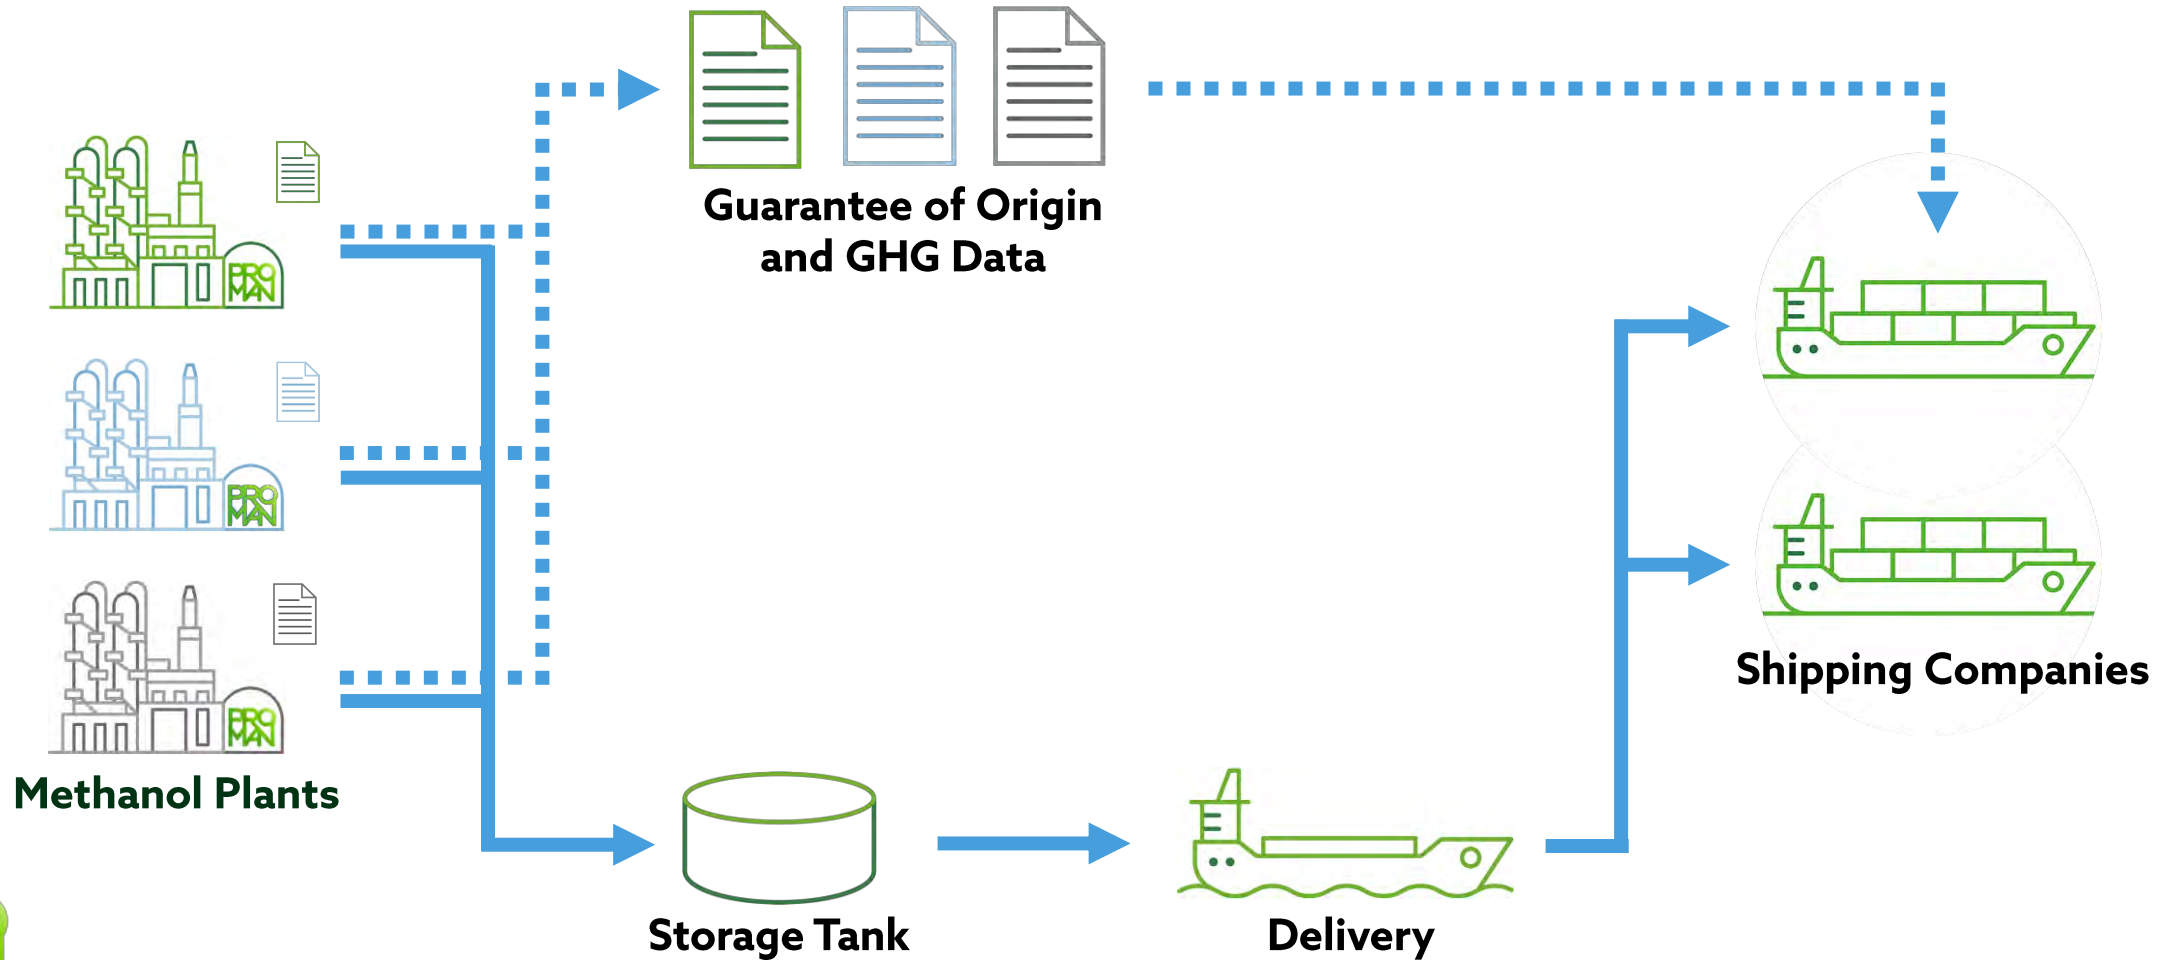 Guarantee of Origin
and GHG Data
PRO
MAN
PRO
MAN
PRO
MAN
Methanol Plants
Shipping Companies
Storage Tank
Delivery